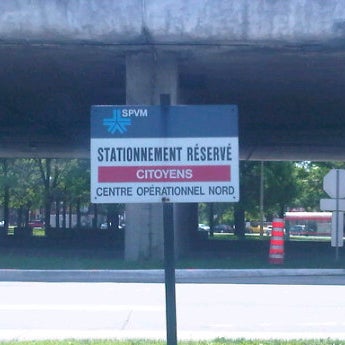 SPVM
STATIONNEMENT RÉSERVÉ
CITOYENS
CENTRE OPÉRATIONNEL NORD